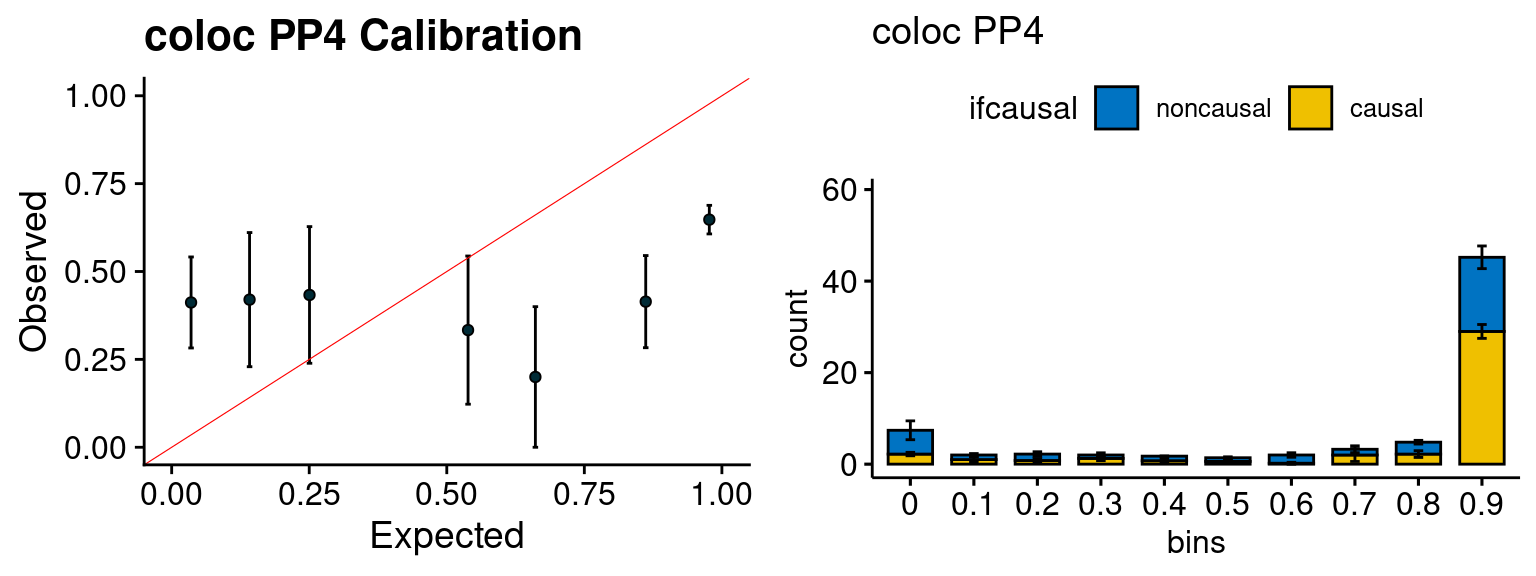 coloc PP4 Calibration
1.00
0.75
0.50
0.25
0.00
Observed
0.00 0.25 0.50 0.75 1.00
Expected
coloc PP4
ifcausal noncausal causal
60
40
20
0
count
0 0.1 0.2 0.3 0.4 0.5 0.6 0.7 0.8 0.9
bins